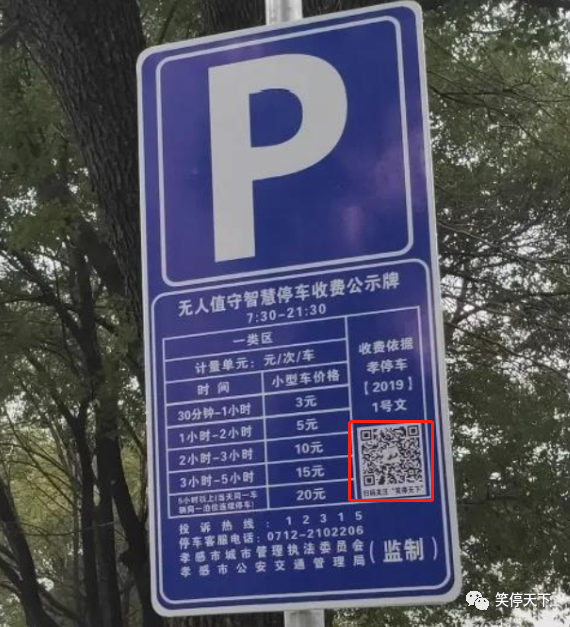 P
无人值守智慧停车收费公示牌
7:30-21:30
一类区
计量单元：元/次/车
时间 小型车价格
30分钟-1小时 3元
1小时-2小时 5元
2小时-3小时 10元
3小时-5小时 15元
5小时以上(当天同一车
辆同一泊位连续停车) 20元
收费依据
孝停车
【2019】
1号文
扫码关注“笑停天下”
投诉热线：12315
停车客服电话：0712-2102206
孝感市城市管理执法委员会
孝感市公安交通管理局
(监制)
笑停天下